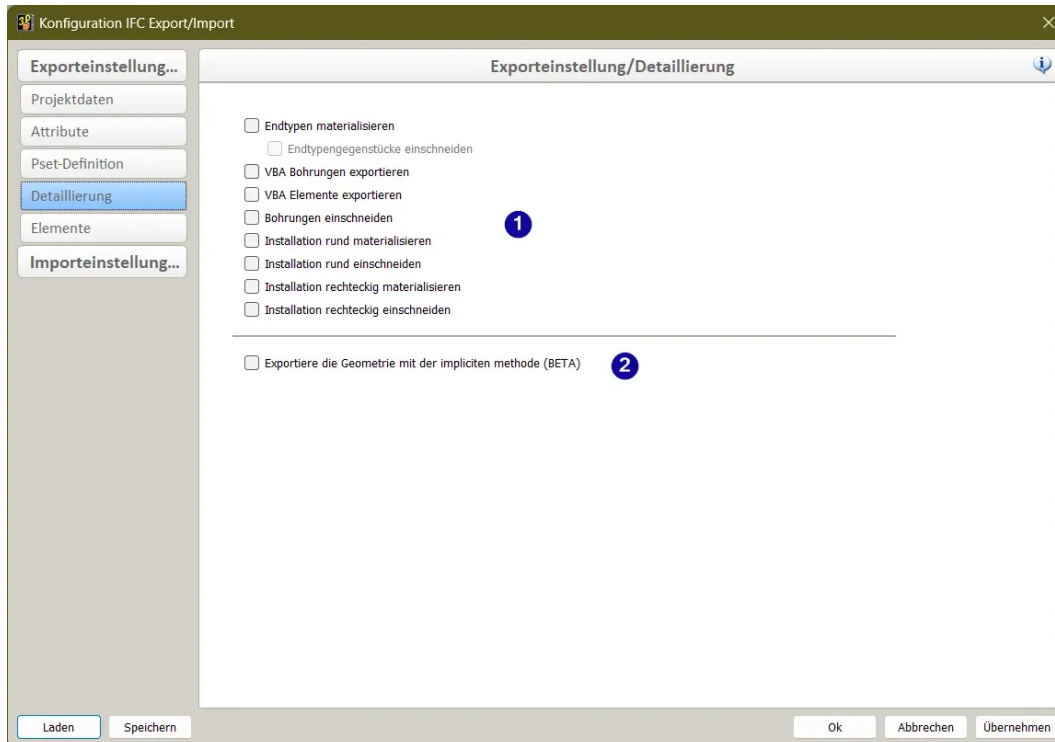 Konfiguration IFC Export/Import
Exporteinstellung...
Projektdaten
Attribute
Pset-Definition
Detaillierung
Elemente
Importeinstellung...
Exporteinstellung/Detaillierung
Endtypen materialisieren
Endtypengegenstücke einschneiden
VBA Bohrungen exportieren
VBA Elemente exportieren
Bohrungen einschneiden
1
Installation rund materialisieren
Installation rund einschneiden
Installation rechteckig materialisieren
Installation rechteckig einschneiden
Exportiere die Geometrie mit der impliciten methode (BETA)
2
Laden
Speichern
Ok
Abbrechen
Übernehmen